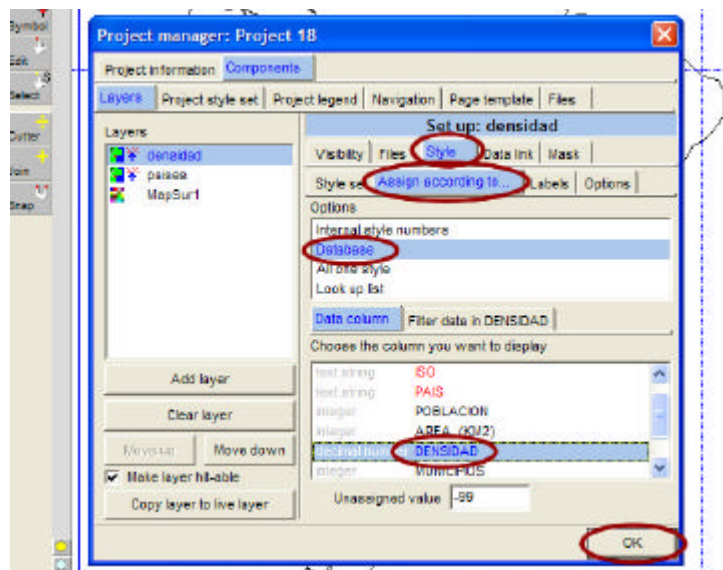 Symbol
Edit
Select
Cutter
Join
Snap
Project manager: Project 18
Project information Components
Layers Project style set Project legend Navigation Page template Files
Layers
densidad
paises
MapSur1
Add layer
Clear layer
Move up Move down
Make layer hit-able
Copy layer to live layer
Set up: densidad
Visibility Files Style Data link Mask
Style set Assign according to... Labels Options
Options
Internal style numbers
Database
All one style
Look up list
Data column Filter data in DENSIDAD
Choose the column you want to display
text string ISO
text string PAIS
integer POBLACION
integer AREA (KM2)
decimal number DENSIDAD
integer MUNICIPIOS
Unassigned value -99
OK